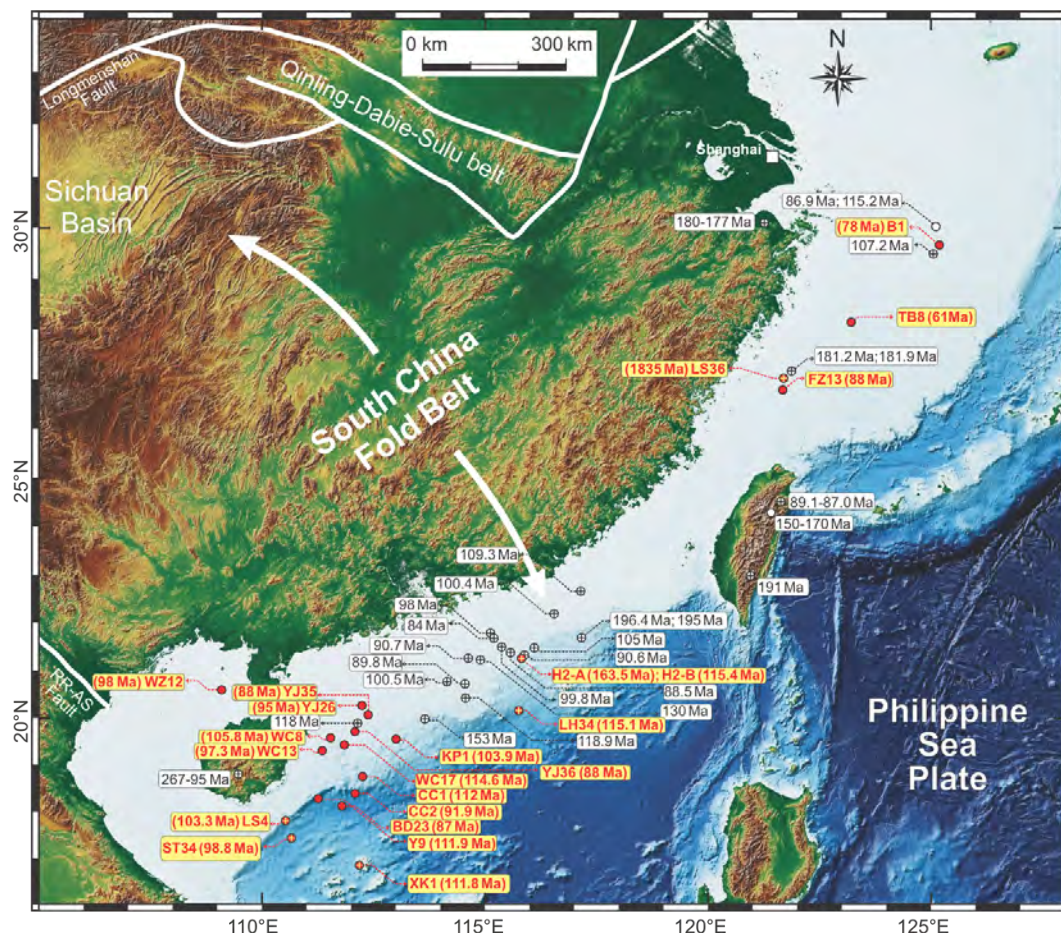 0 km 300 km
N
Longmenshan
Fault
Qinling-Dabie-Sulu belt
Shanghai
Sichuan
Basin
86.9 Ma; 115.2 Ma
180-177 Ma
(78 Ma) B1
107.2 Ma
30°N
TB8 (61Ma)
181.2 Ma;181.9 Ma
(1835 Ma) LS36
FZ13 (88 Ma)
South China
Fold Belt
25°N
89.1-87.0 Ma
150-170 Ma
109.3 Ma
191 Ma
100.4 Ma
98 Ma
84 Ma
196.4 Ma; 195 Ma
105 Ma
90.7 Ma
90.6 Ma
89.8 Ma
H2-A (163.5 Ma); H2-B (115.4 Ma)
RR-AS
Fault
(98 Ma) WZ12
100.5 Ma
88.5 Ma
(88 Ma) YJ35
99.8 Ma
(95 Ma) YJ26
130 Ma
20°N
118 Ma
LH34 (115.1 Ma)
(105.8 Ma) WC8
153 Ma
118.9 Ma
(97.3 Ma) WC13
KP1 (103.9 Ma)
267-95 Ma
YJ36 (88 Ma)
WC17 (114.6 Ma)
CC1 (112 Ma)
CC2 (91.9 Ma)
(103.3 Ma) LS4
BD23 (87 Ma)
Y9 (111.9 Ma)
ST34 (98.8 Ma)
XK1 (111.8 Ma)
Philippine
Sea
Plate
110°E 115°E 120°E 125°E